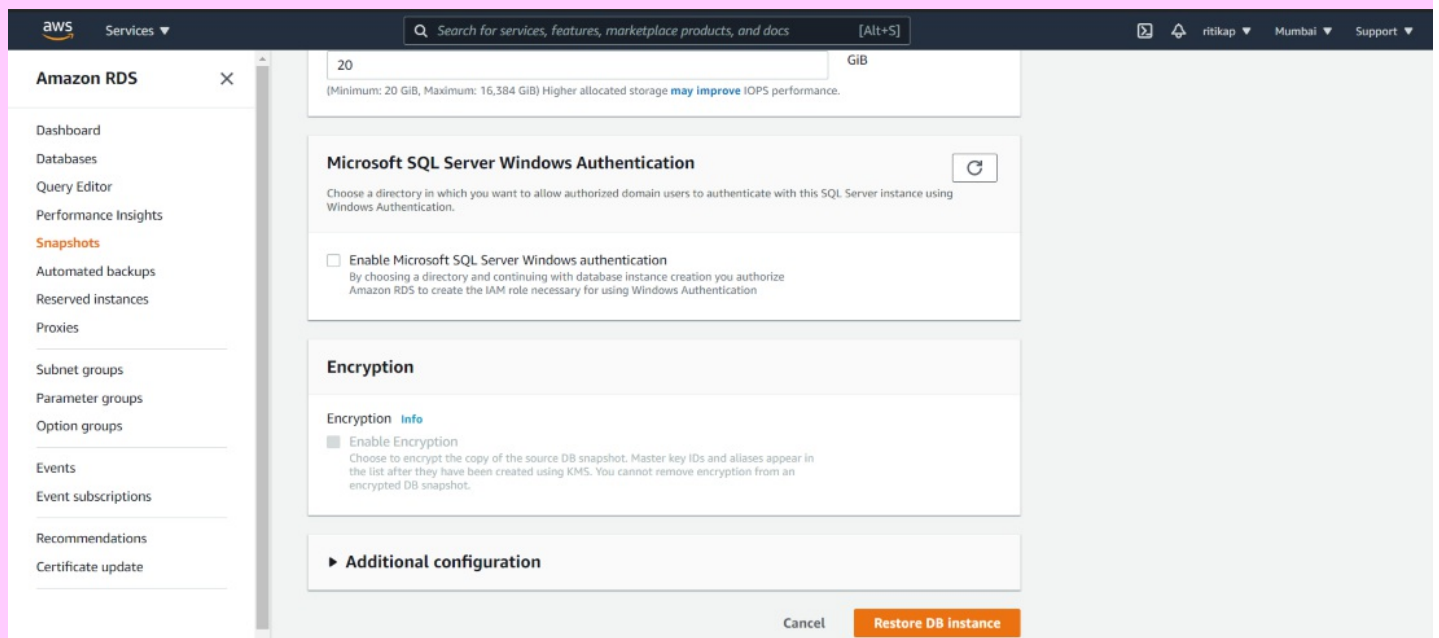 aws
Services ▼
Search for services, features, marketplace products, and docs
[Alt+S]
ritikap ▼
Mumbai ▼
Support ▼
Amazon RDS
Dashboard
Databases
Query Editor
Performance Insights
Snapshots
Automated backups
Reserved instances
Proxies
Subnet groups
Parameter groups
Option groups
Events
Event subscriptions
Recommendations
Certificate update
20
GiB
(Minimum: 20 GiB, Maximum: 16,384 GiB) Higher allocated storage may improve IOPS performance.
Microsoft SQL Server Windows Authentication
Choose a directory in which you want to allow authorized domain users to authenticate with this SQL Server instance using
Windows Authentication.
Enable Microsoft SQL Server Windows authentication
By choosing a directory and continuing with database instance creation you authorize
Amazon RDS to create the IAM role necessary for using Windows Authentication
Encryption
Encryption Info
Enable Encryption
Choose to encrypt the copy of the source DB snapshot. Master key IDs and aliases appear in
the list after they have been created using KMS. You cannot remove encryption from an
encrypted DB snapshot.
Additional configuration
Cancel
Restore DB instance